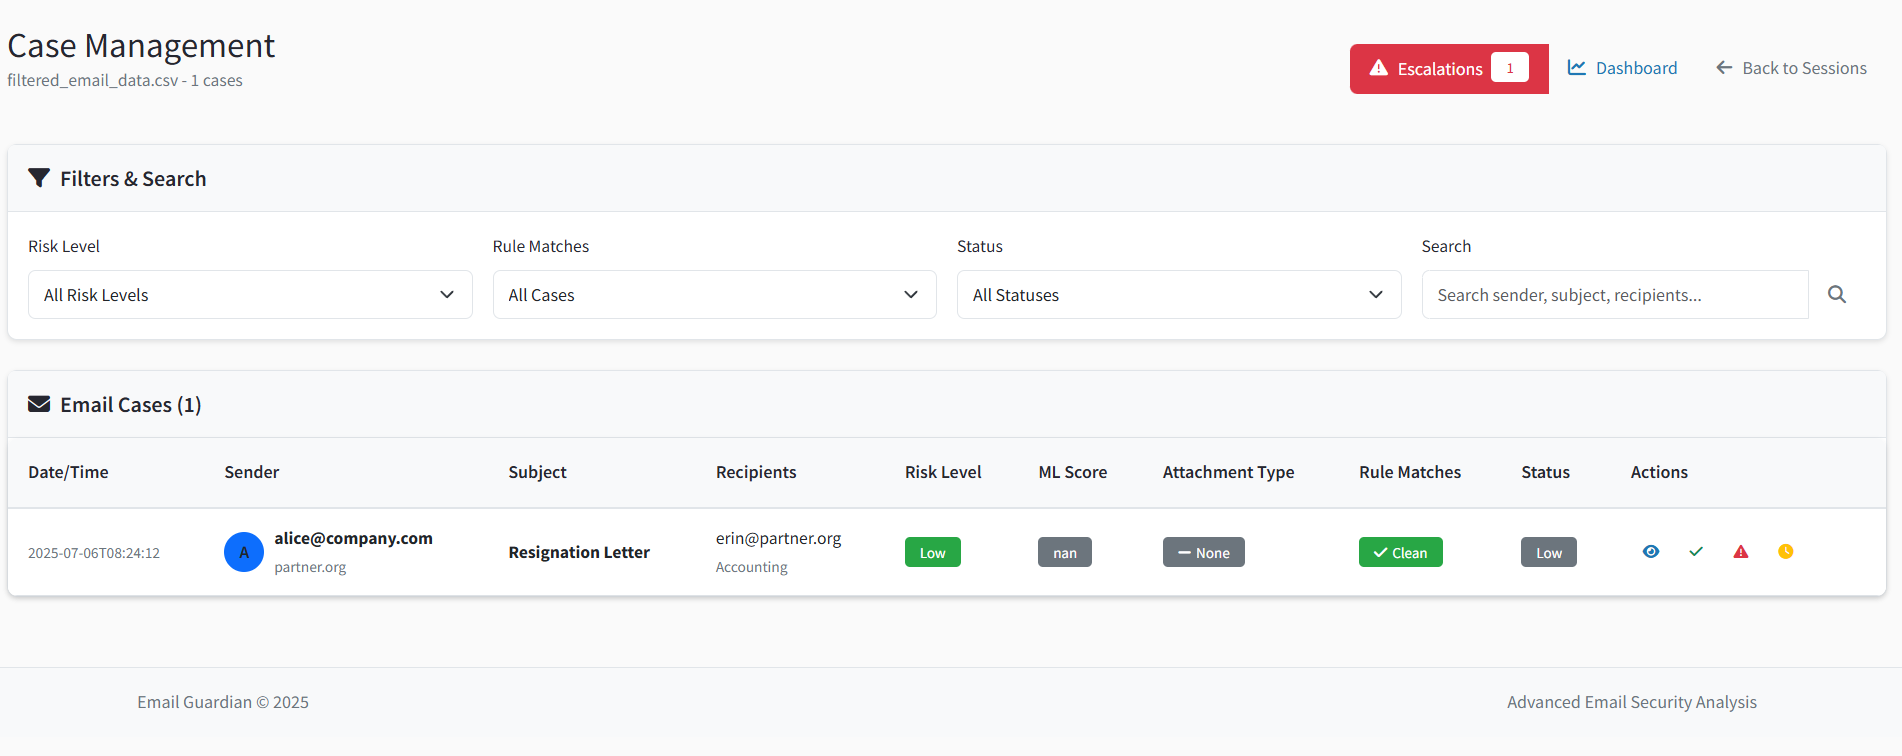 Case Management
filtered_email_data.csv - 1 cases
Escalations 1
Dashboard
Back to Sessions
Filters & Search
Risk Level Rule Matches Status Search
All Risk Levels All Cases All Statuses Search sender, subject, recipients...
Email Cases (1)
Date/Time Sender Subject Recipients Risk Level ML Score Attachment Type Rule Matches Status Actions
2025-07-06T08:24:12 A alice@company.com Resignation Letter erin@partner.org Low nan None Clean Low
partner.org Accounting
Email Guardian © 2025 Advanced Email Security Analysis